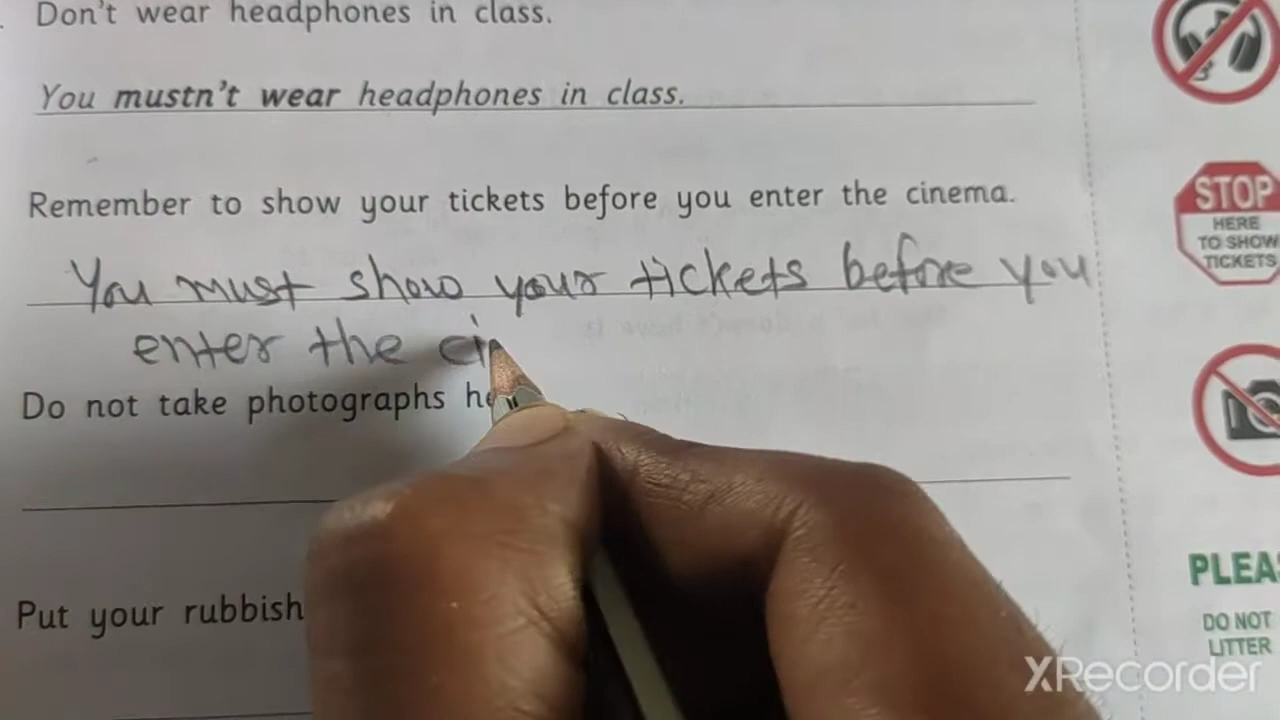 Don't wear headphones in class.
You mustn't wear headphones in class.
Remember to show your tickets before you enter the cinema.
STOP
HERE
TO SHOW
TICKETS
You must show your tickets before you
enter the ci
Do not take photographs
Put your rubbish
PLEA
DO NOT
LITTER
XRecorder